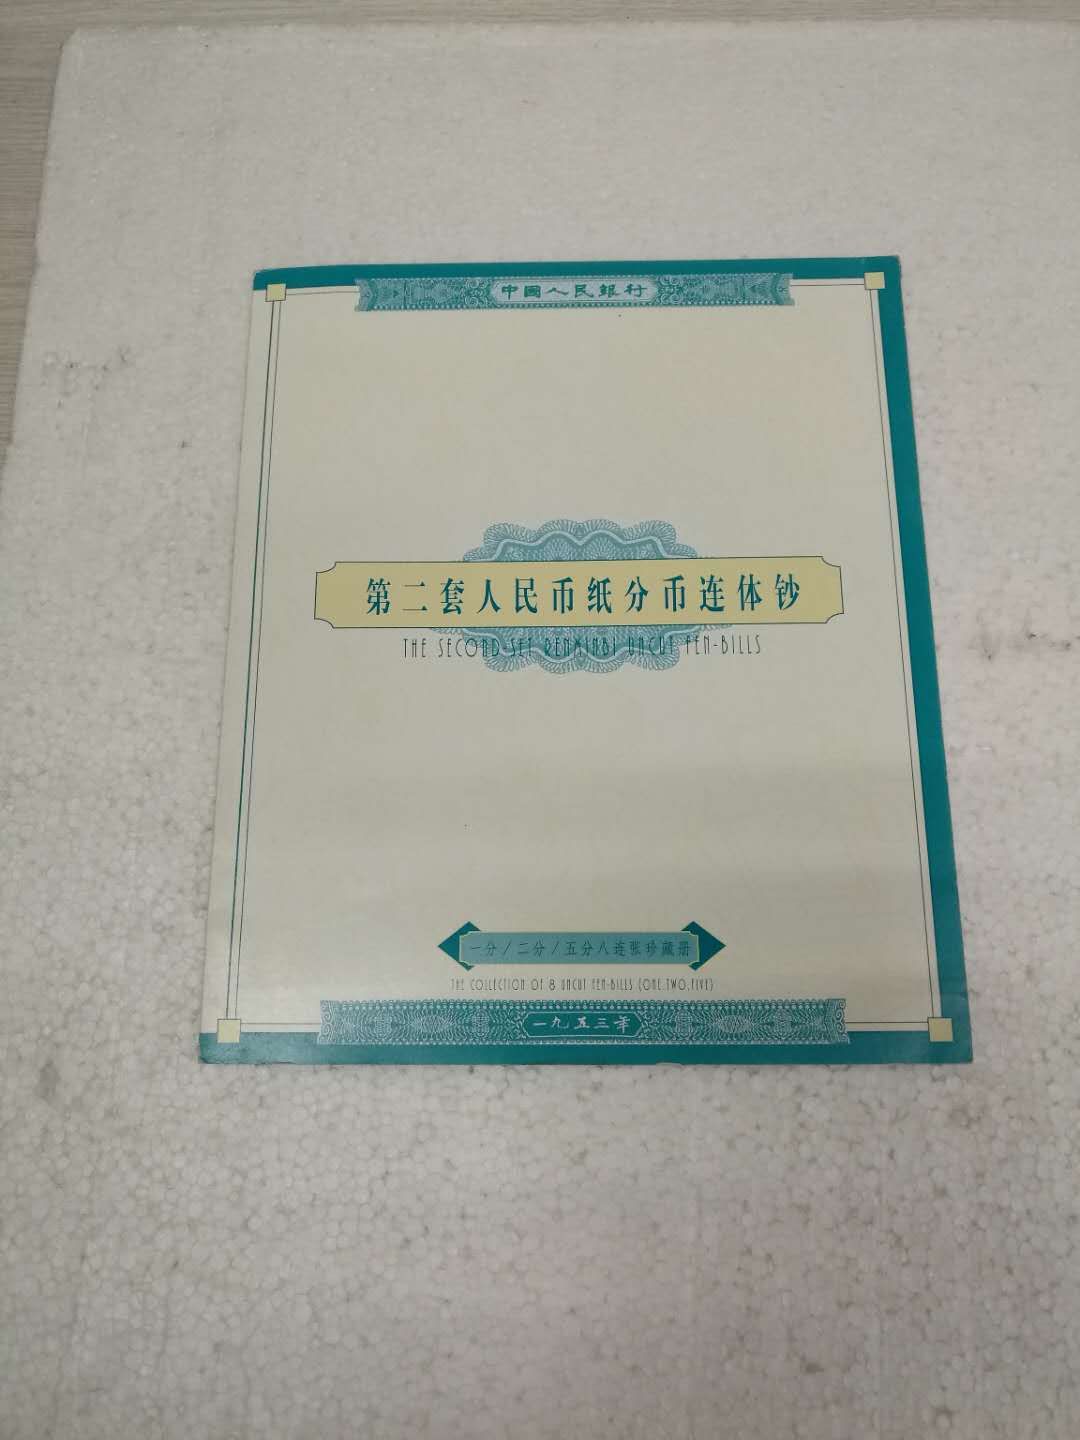 中國人民銀行
第二套人民币纸分币连体钞
THE SECOND SET RENMINBI UNCUT FEN-BILLS
一分/二分/五分八连张珍藏册
THE COLLECTION OF 8 UNCUT FEN-BILLS (ONE.TWO.FIVE)
一九五三年